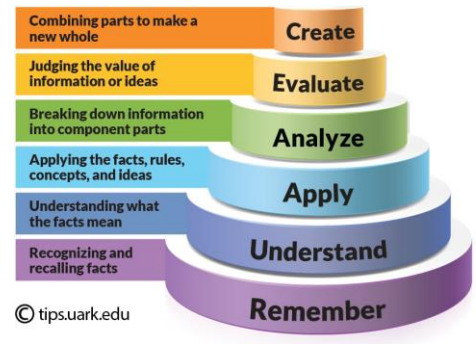 Combining parts to make a
new whole
Create
Judging the value of
information or ideas
Evaluate
Breaking down information
into component parts
Analyze
Applying the facts, rules,
concepts, and ideas
Apply
Understanding what
the facts mean
Understand
Recognizing and
recalling facts
Remember
© tips.uark.edu